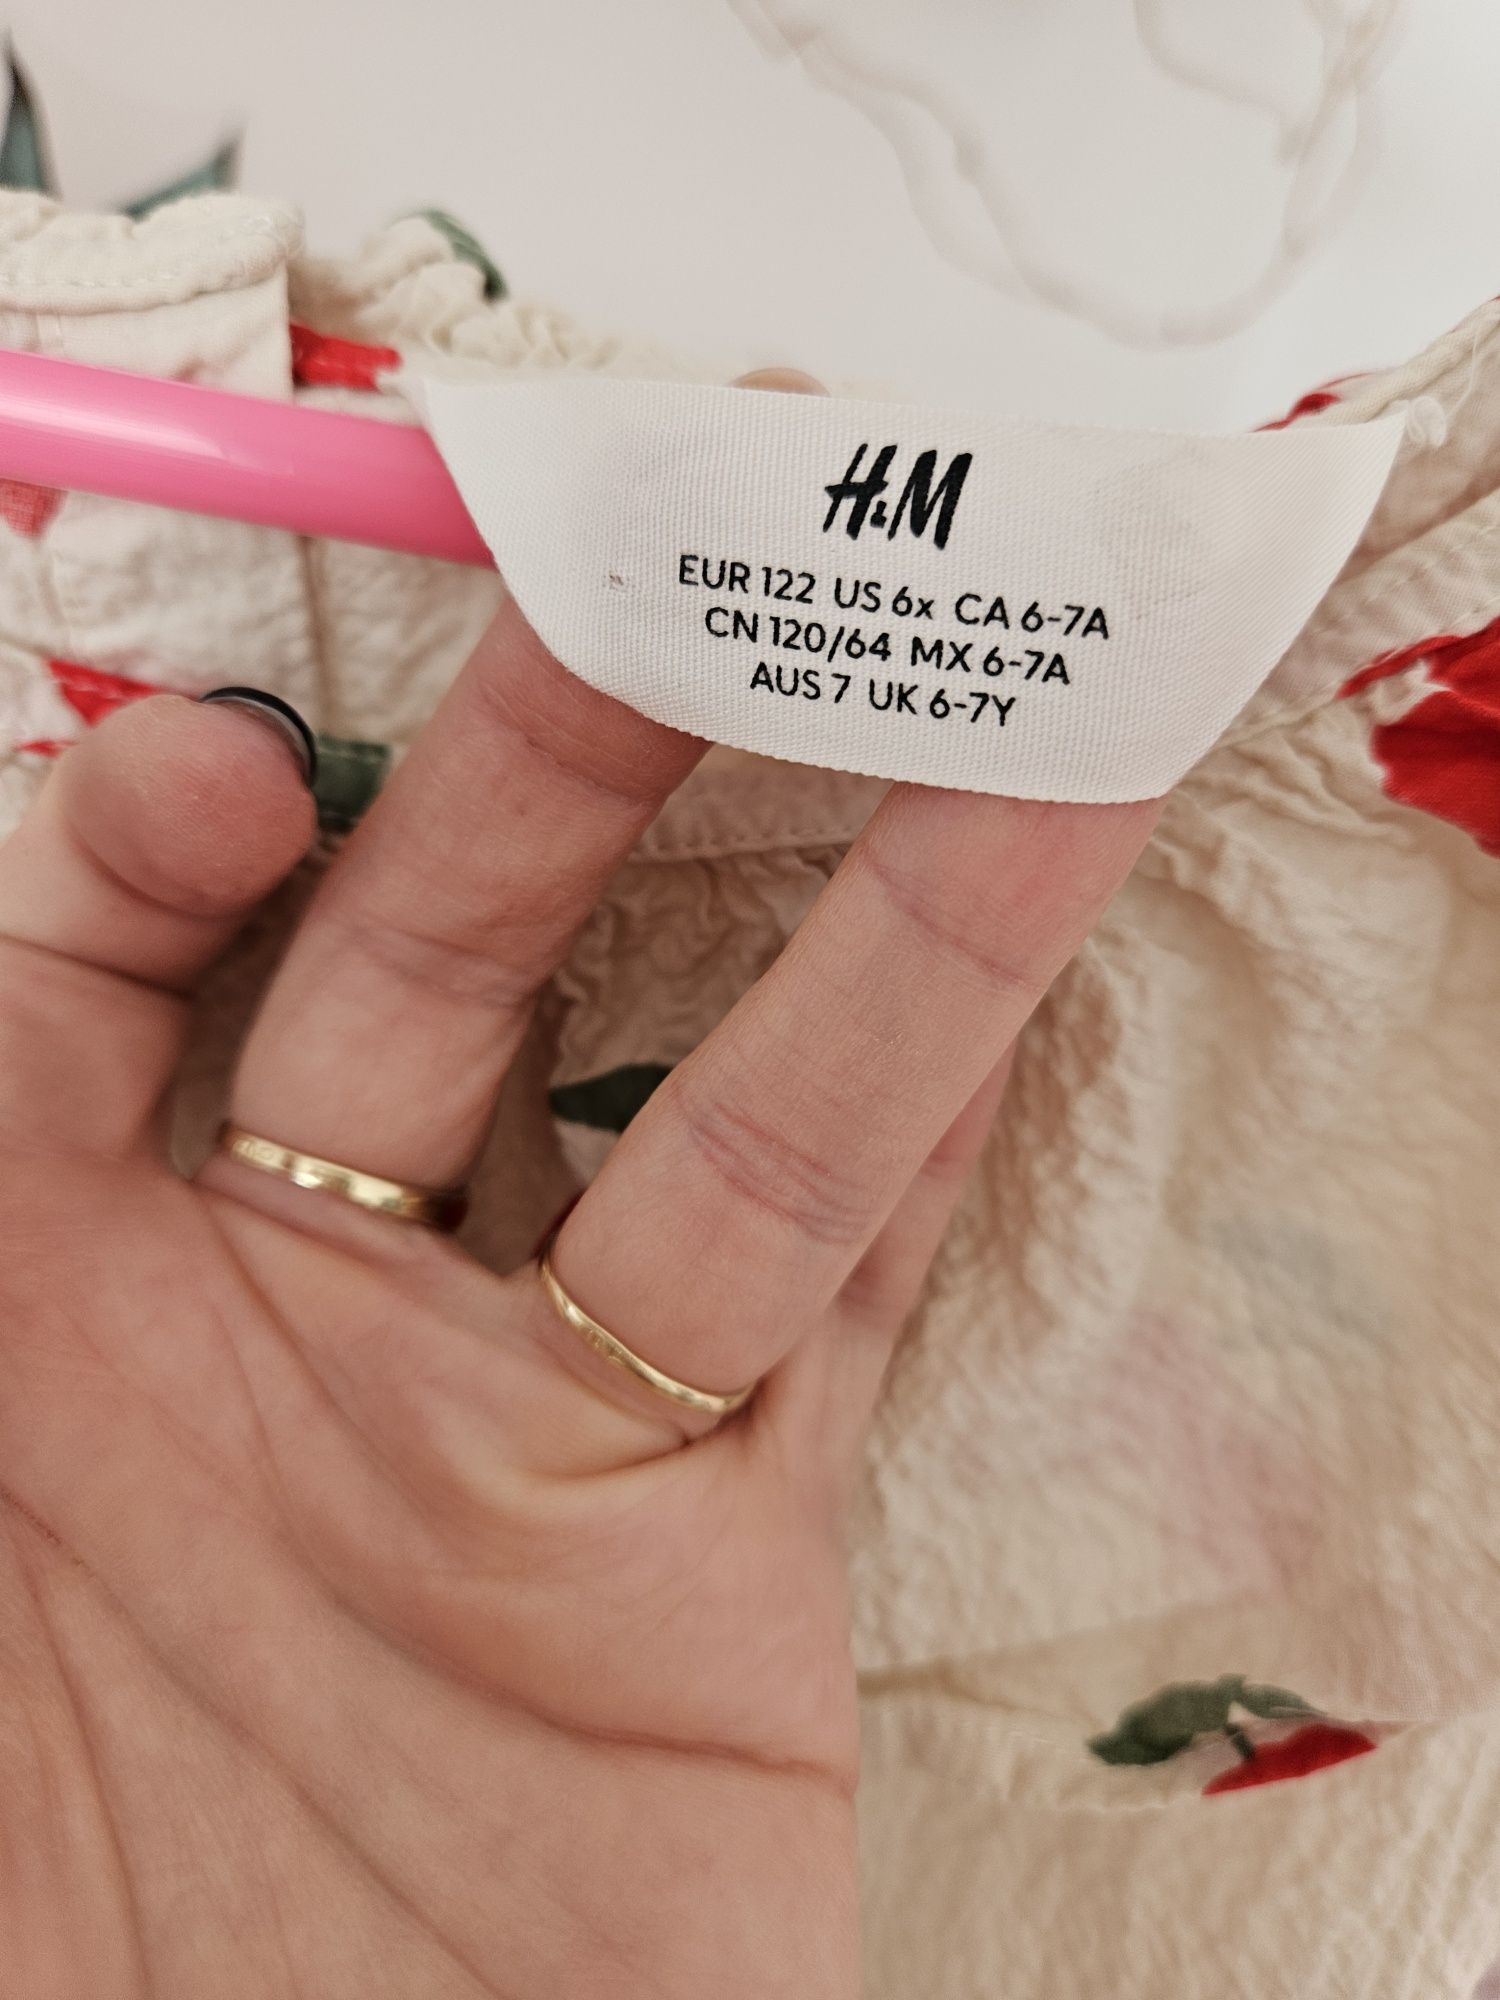 H&M
EUR 122 US 6x CA 6-7A
CN 120/64 MX 6-7A
AUS 7 UK 6-7Y